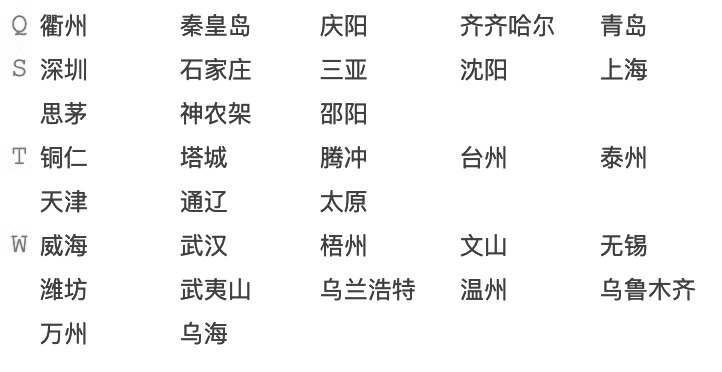 Q 衢州 秦皇岛 庆阳 齐齐哈尔 青岛
S 深圳 石家庄 三亚 沈阳 上海
思茅 神农架 邵阳
T 铜仁 塔城 腾冲 台州 泰州
天津 通辽 太原
W 威海 武汉 梧州 文山 无锡
潍坊 武夷山 乌兰浩特 温州 乌鲁木齐
万州 乌海